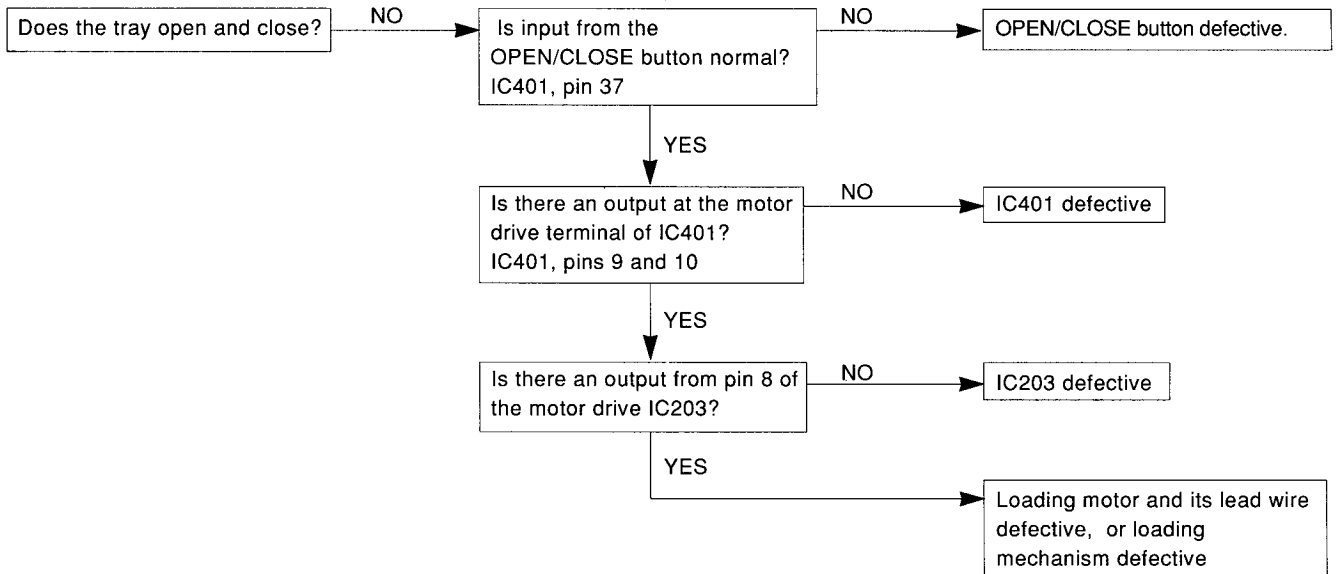 Does the tray open and close?
NO
Is input from the
OPEN/CLOSE button normal?
IC401, pin 37
NO
OPEN/CLOSE button defective.
YES
Is there an output at the motor
drive terminal of IC401?
IC401, pins 9 and 10
NO
IC401 defective
YES
Is there an output from pin 8 of
the motor drive IC203?
NO
IC203 defective
YES
Loading motor and its lead wire
defective, or loading
mechanism defective